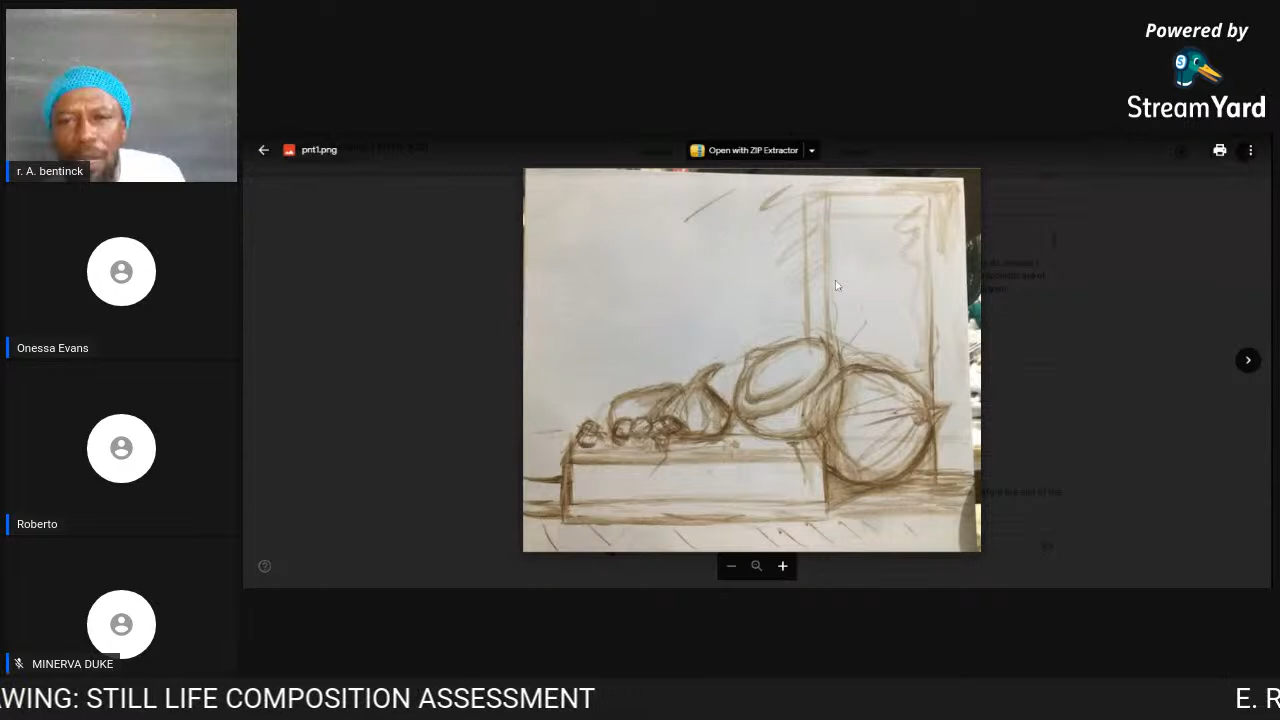 Powered by
StreamYard
r. A. bentinck
pnt1.png
Open with ZIP Extractor
Onessa Evans
Roberto
MINERVA DUKE
AWING: STILL LIFE COMPOSITION ASSESSMENT
E. R